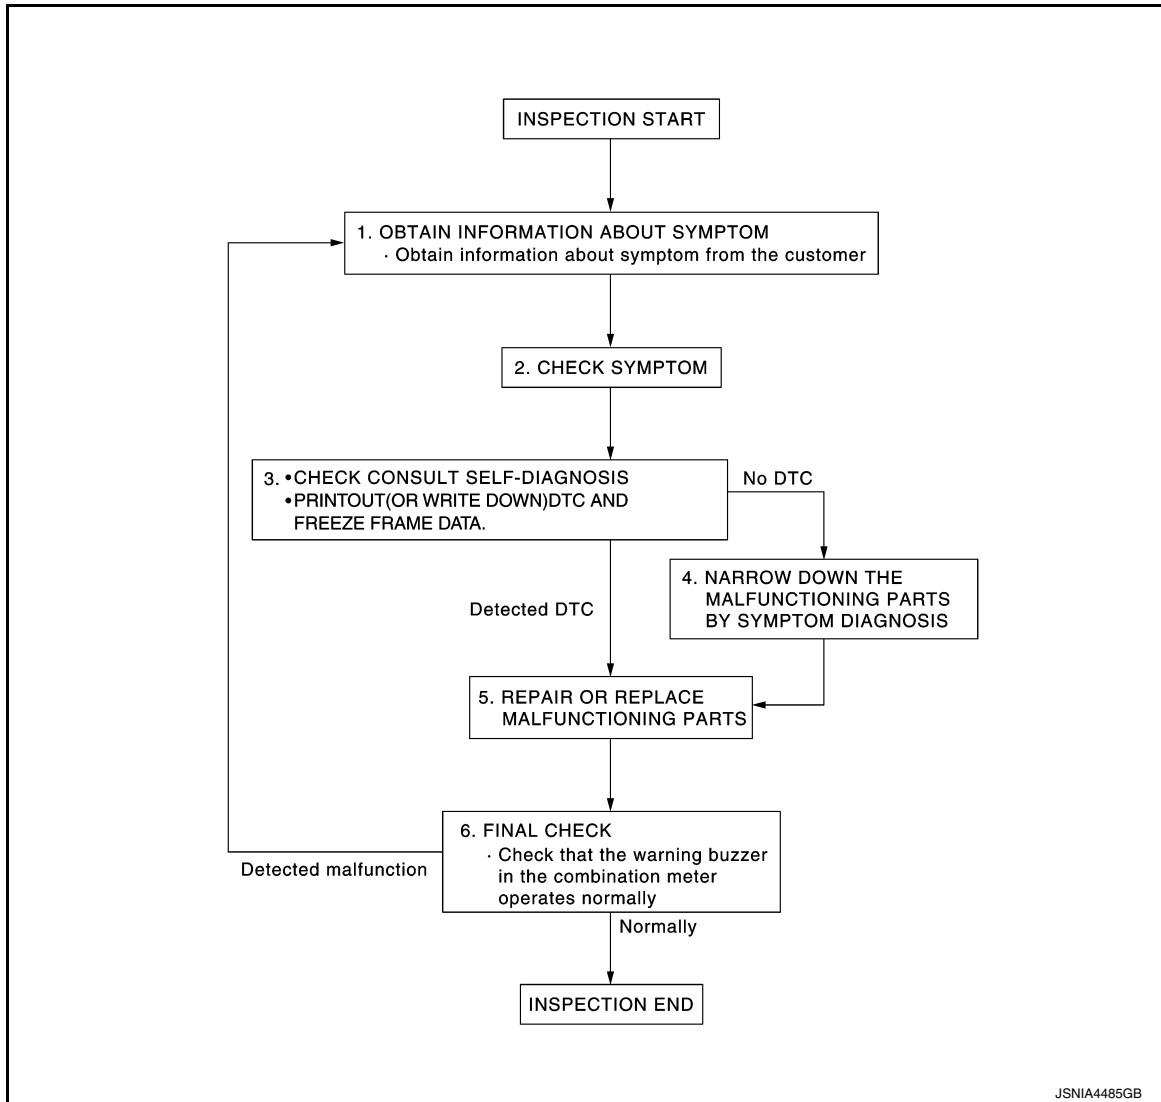 INSPECTION START
1. OBTAIN INFORMATION ABOUT SYMPTOM
· Obtain information about symptom from the customer
2. CHECK SYMPTOM
3. •CHECK CONSULT SELF-DIAGNOSIS
•PRINTOUT(OR WRITE DOWN)DTC AND
FREEZE FRAME DATA.
No DTC
4. NARROW DOWN THE
MALFUNCTIONING PARTS
BY SYMPTOM DIAGNOSIS
Detected DTC
5. REPAIR OR REPLACE
MALFUNCTIONING PARTS
6. FINAL CHECK
· Check that the warning buzzer
in the combination meter
operates normally
Detected malfunction
Normally
INSPECTION END
JSNIA4485GB